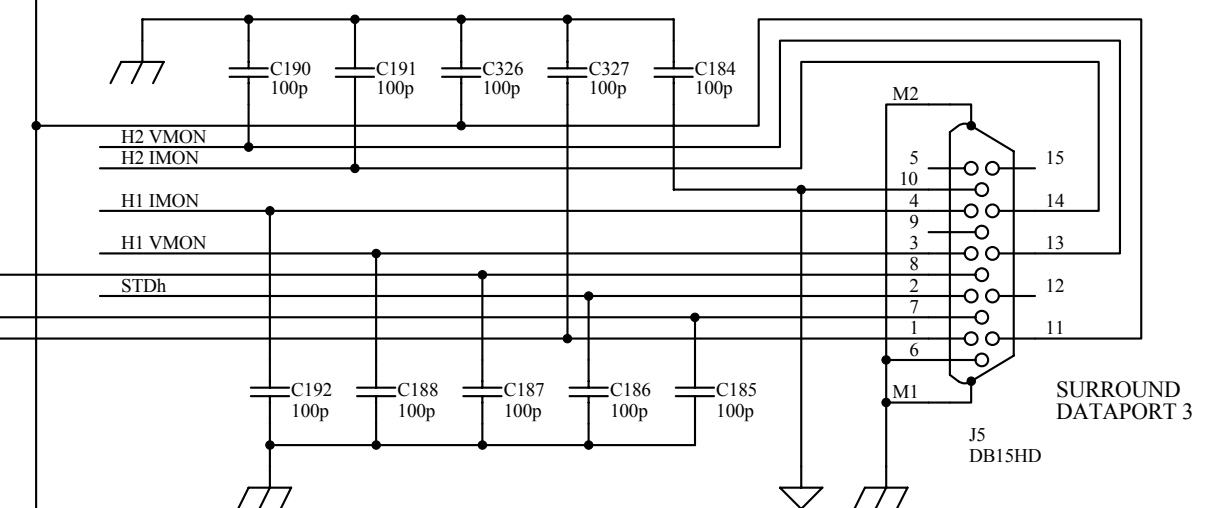 C190
100p
C191
100p
C326
100p
C327
100p
C184
100p
H2 VMON
H2 IMON
H1 IMON
H1 VMON
STDh
M2
5
10
4
9
3
8
2
7
1
6
M1
15
14
13
12
11
C192
100p
C188
100p
C187
100p
C186
100p
C185
100p
SURROUND
DATAPORT 3
J5
DB15HD